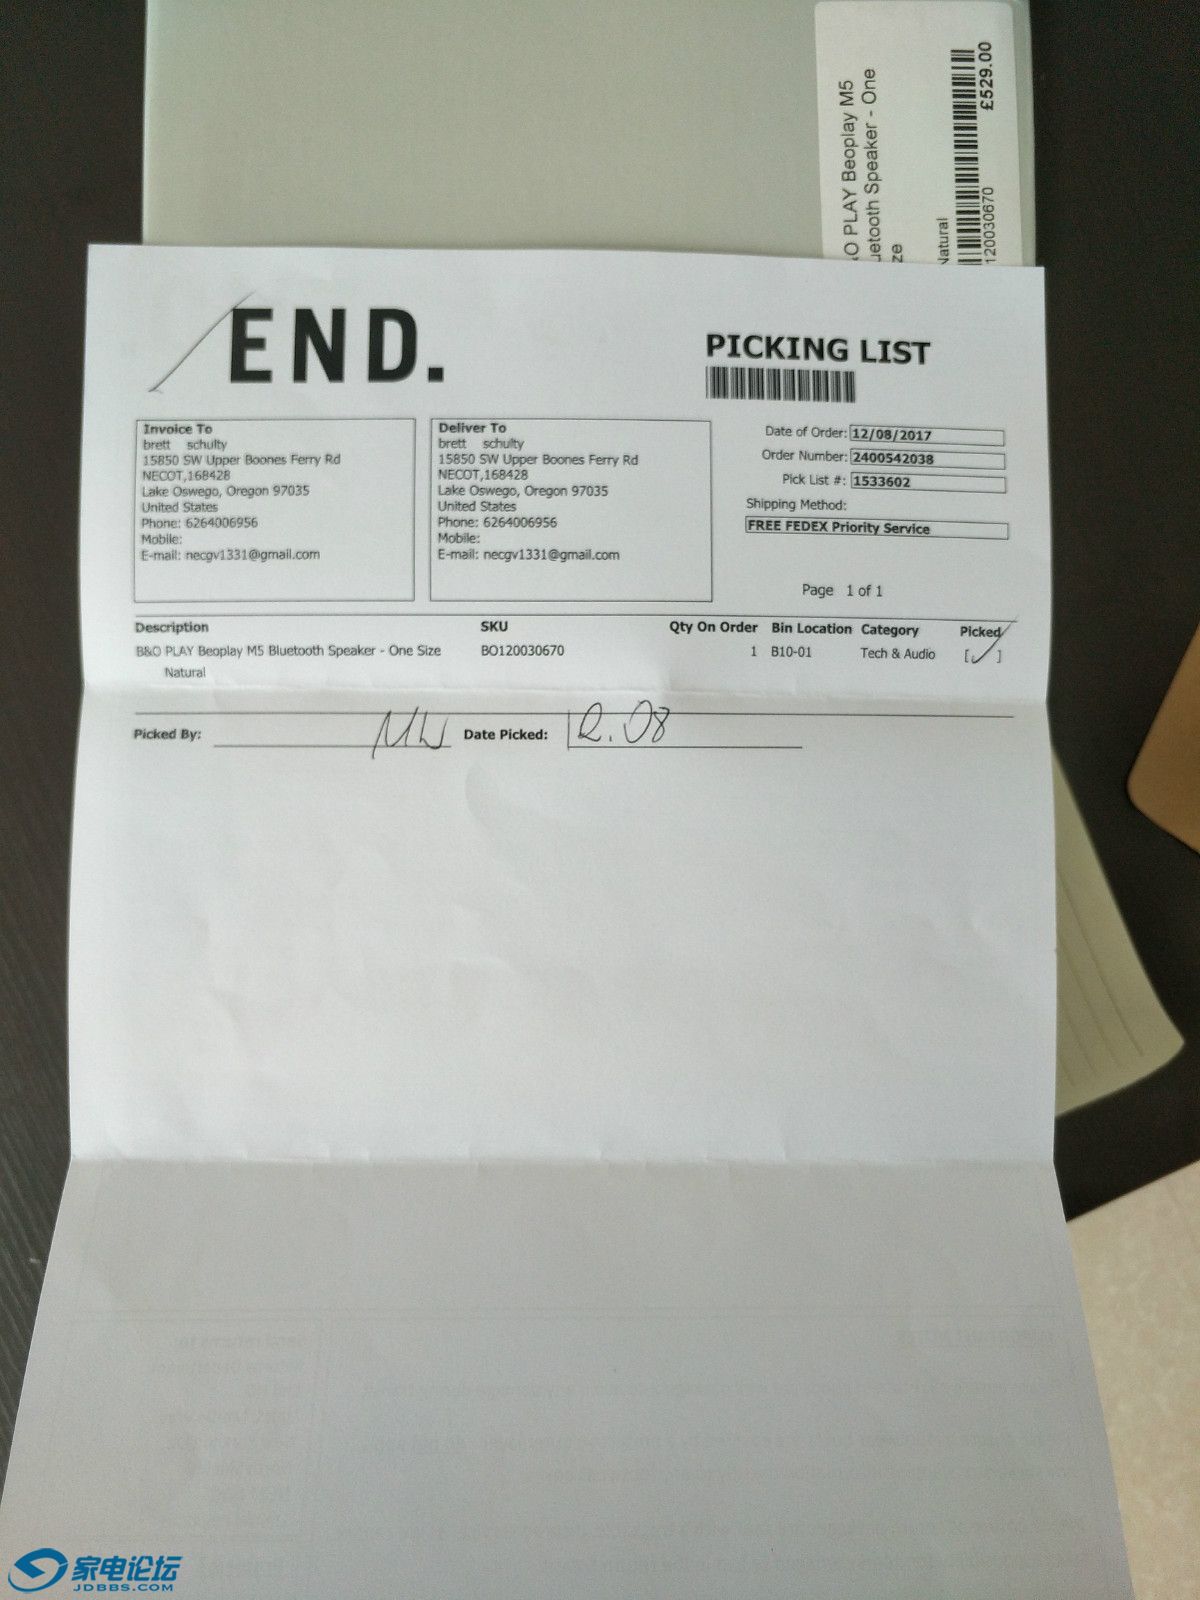 &O PLAY Beoplay M5
uetooth Speaker - One
ze
Natural
120030670
£529.00
END.
PICKING LIST
Invoice To
brett schulty
15850 SW Upper Boones Ferry Rd
NECOT,168428
Lake Oswego, Oregon 97035
United States
Phone: 6264006956
Mobile:
E-mail: necgv1331@gmail.com
Deliver To
brett schulty
15850 SW Upper Boones Ferry Rd
NECOT,168428
Lake Oswego, Oregon 97035
United States
Phone: 6264006956
Mobile:
E-mail: necgv1331@gmail.com
Date of Order: 12/08/2017
Order Number: 2400542038
Pick List #: 1533602
Shipping Method:
FREE FEDEX Priority Service
Page 1 of 1
Description SKU Qty On Order Bin Location Category Picked
B&O PLAY Beoplay M5 Bluetooth Speaker - One Size BO120030670 1 B10-01 Tech & Audio [✓]
Natural
Picked By: MW Date Picked: 12.08
家电论坛
JDBBS.COM